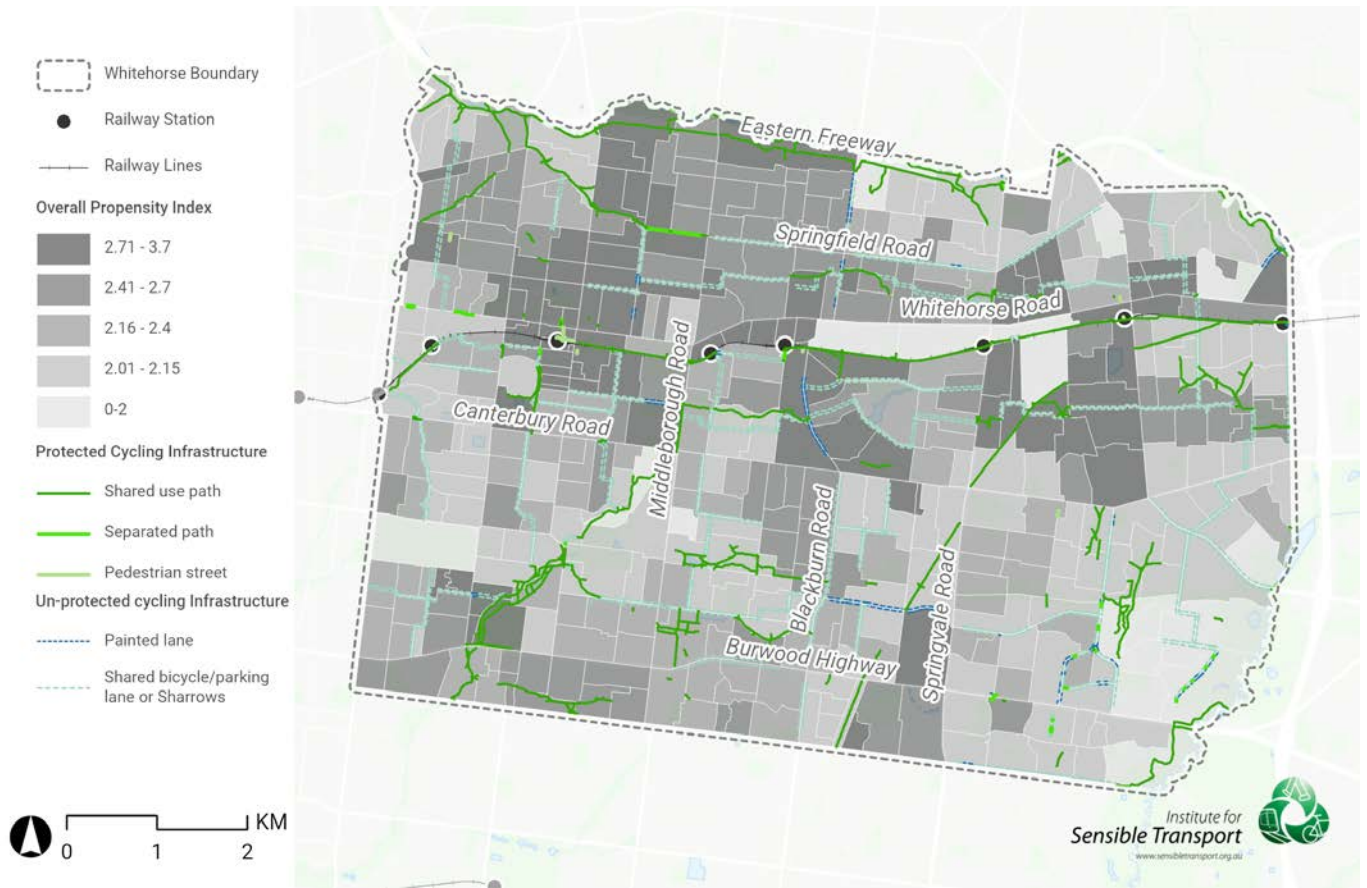 Whitehorse Boundary
Railway Station
Railway Lines
Overall Propensity Index
2.71 - 3.7
2.41 - 2.7
2.16 - 2.4
2.01 - 2.15
0-2
Protected Cycling Infrastructure
Shared use path
Separated path
Pedestrian street
Un-protected cycling Infrastructure
Painted lane
Shared bicycle/parking
lane or Sharrows
KM
0 1 2
Eastern Freeway
Springfield Road
Whitehorse Road
Middleborough Road
Canterbury Road
Blackburn Road
Springvale Road
Burwood Highway
Institute for
Sensible Transport
www.sensibletransport.org.au